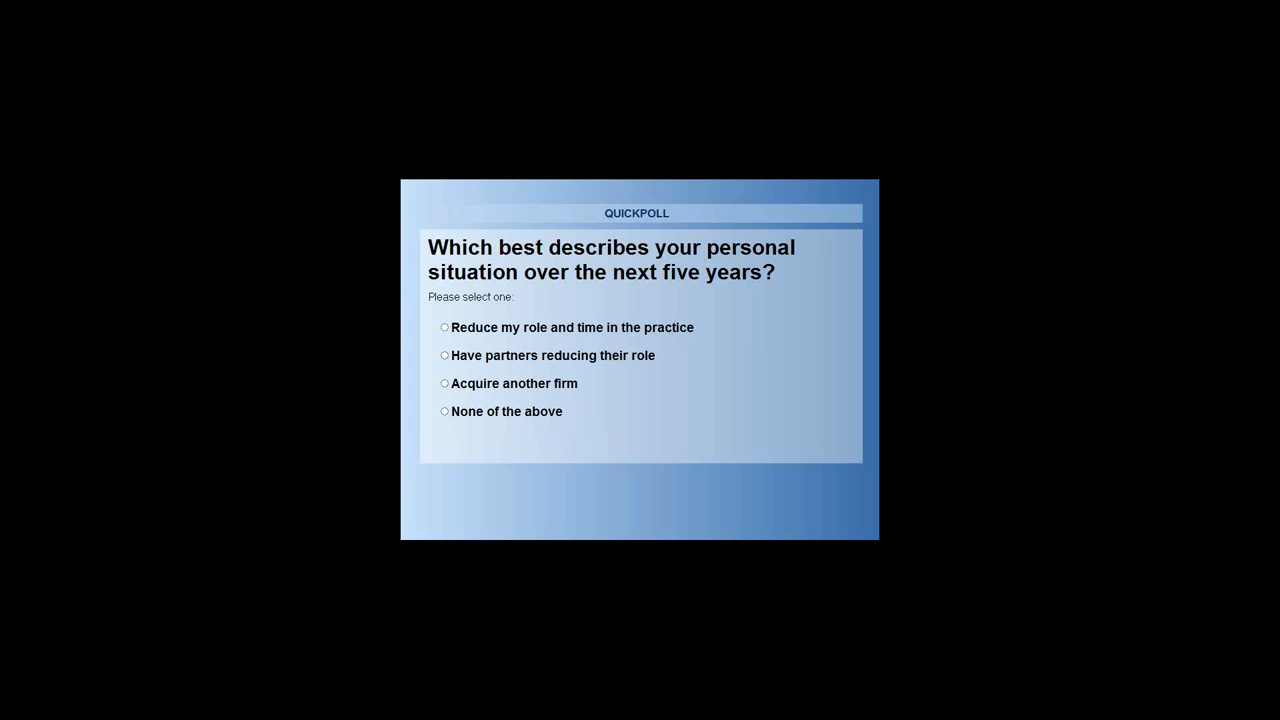 QUICKPOLL
Which best describes your personal
situation over the next five years?
Please select one:
Reduce my role and time in the practice
Have partners reducing their role
Acquire another firm
None of the above